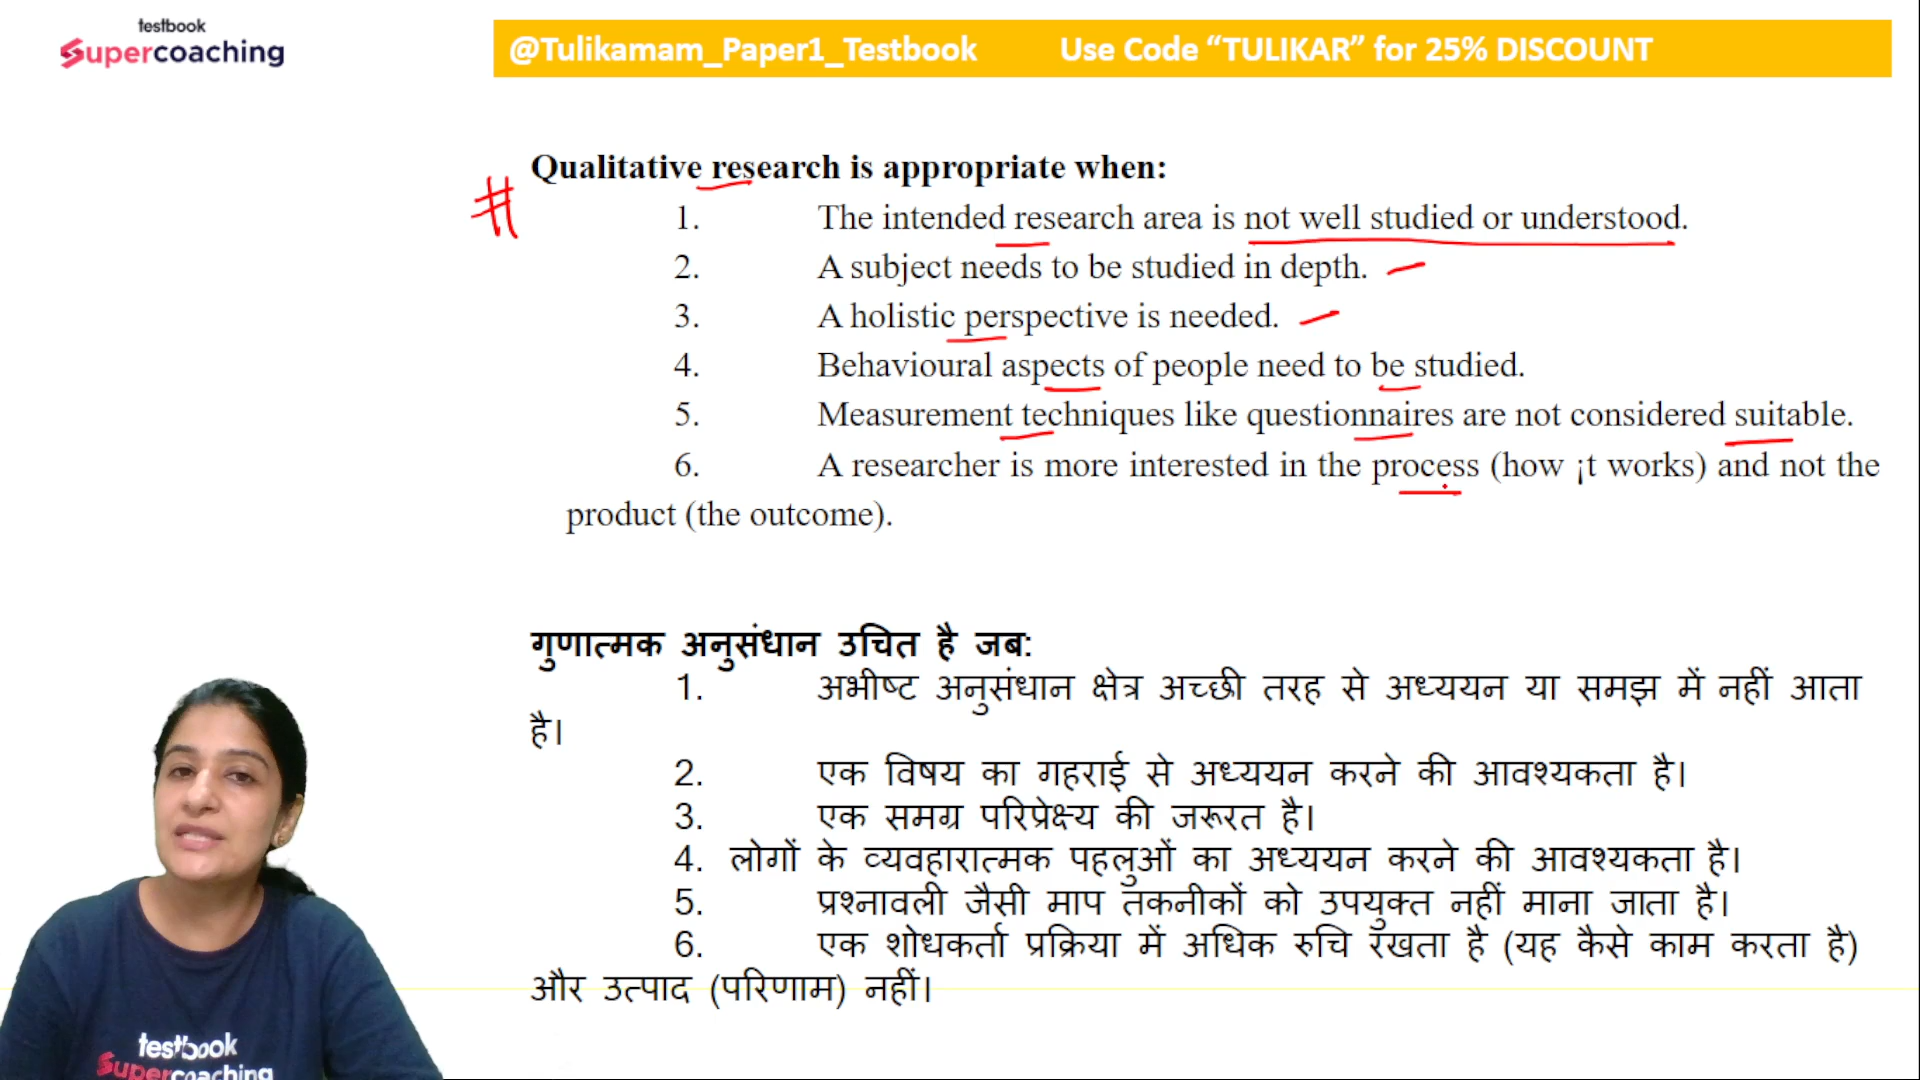 testbook
Supercoaching
@Tulikamam_Paper1_Testbook Use Code “TULIKAR” for 25% DISCOUNT
Qualitative research is appropriate when:
#
1. The intended research area is not well studied or understood.
2. A subject needs to be studied in depth.
3. A holistic perspective is needed.
4. Behavioural aspects of people need to be studied.
5. Measurement techniques like questionnaires are not considered suitable.
6. A researcher is more interested in the process (how ¡t works) and not the
product (the outcome).
गुणात्मक अनुसंधान उचित है जब:
1. अभीष्ट अनुसंधान क्षेत्र अच्छी तरह से अध्ययन या समझ में नहीं आता
है।
2. एक विषय का गहराई से अध्ययन करने की आवश्यकता है।
3. एक समग्र परिप्रेक्ष्य की जरूरत है।
4. लोगों के व्यवहारात्मक पहलुओं का अध्ययन करने की आवश्यकता है।
5. प्रश्नावली जैसी माप तकनीकों को उपयुक्त नहीं माना जाता है।
6. एक शोधकर्ता प्रक्रिया में अधिक रुचि रखता है (यह कैसे काम करता है)
और उत्पाद (परिणाम) नहीं।
testbook
Supercoaching